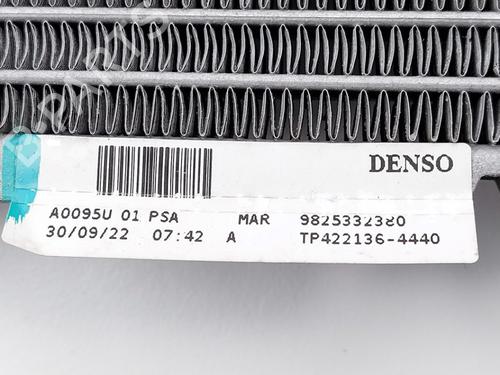 DENSO
A0095U 01 PSA MAR 9825332380
30/09/22 07:42 A TP422136-4440